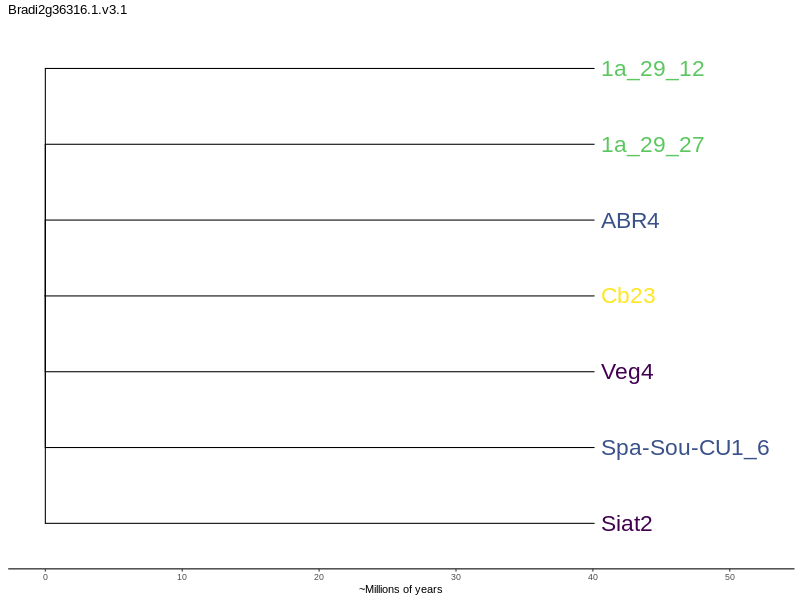 Bradi2g36316.1.v3.1
1a_29_12
1a_29_27
ABR4
Cb23
Veg4
Spa-Sou-CU1_6
Siat2
0 10 20 30 40 50
~Millions of years